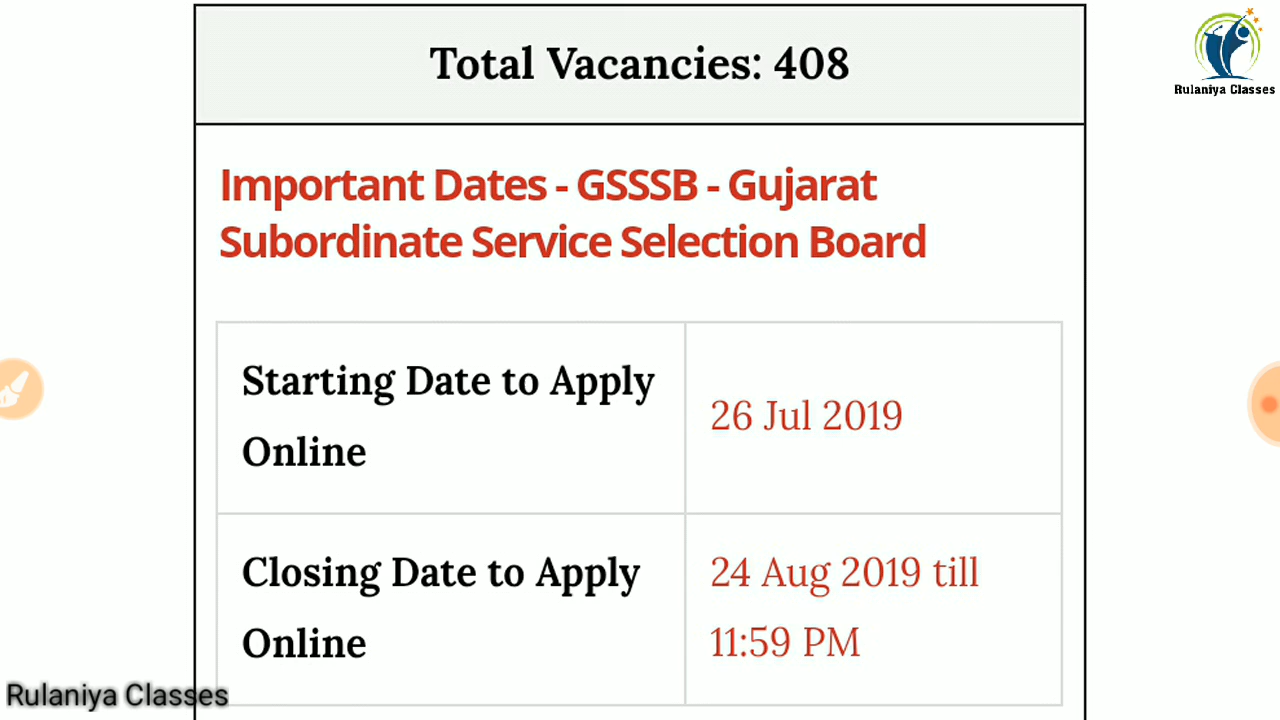 Total Vacancies: 408
Rulaniya Classes
Important Dates - GSSSB - Gujarat
Subordinate Service Selection Board
Starting Date to Apply
Online
26 Jul 2019
Closing Date to Apply
Online
24 Aug 2019 till
11:59 PM
Rulaniya Classes